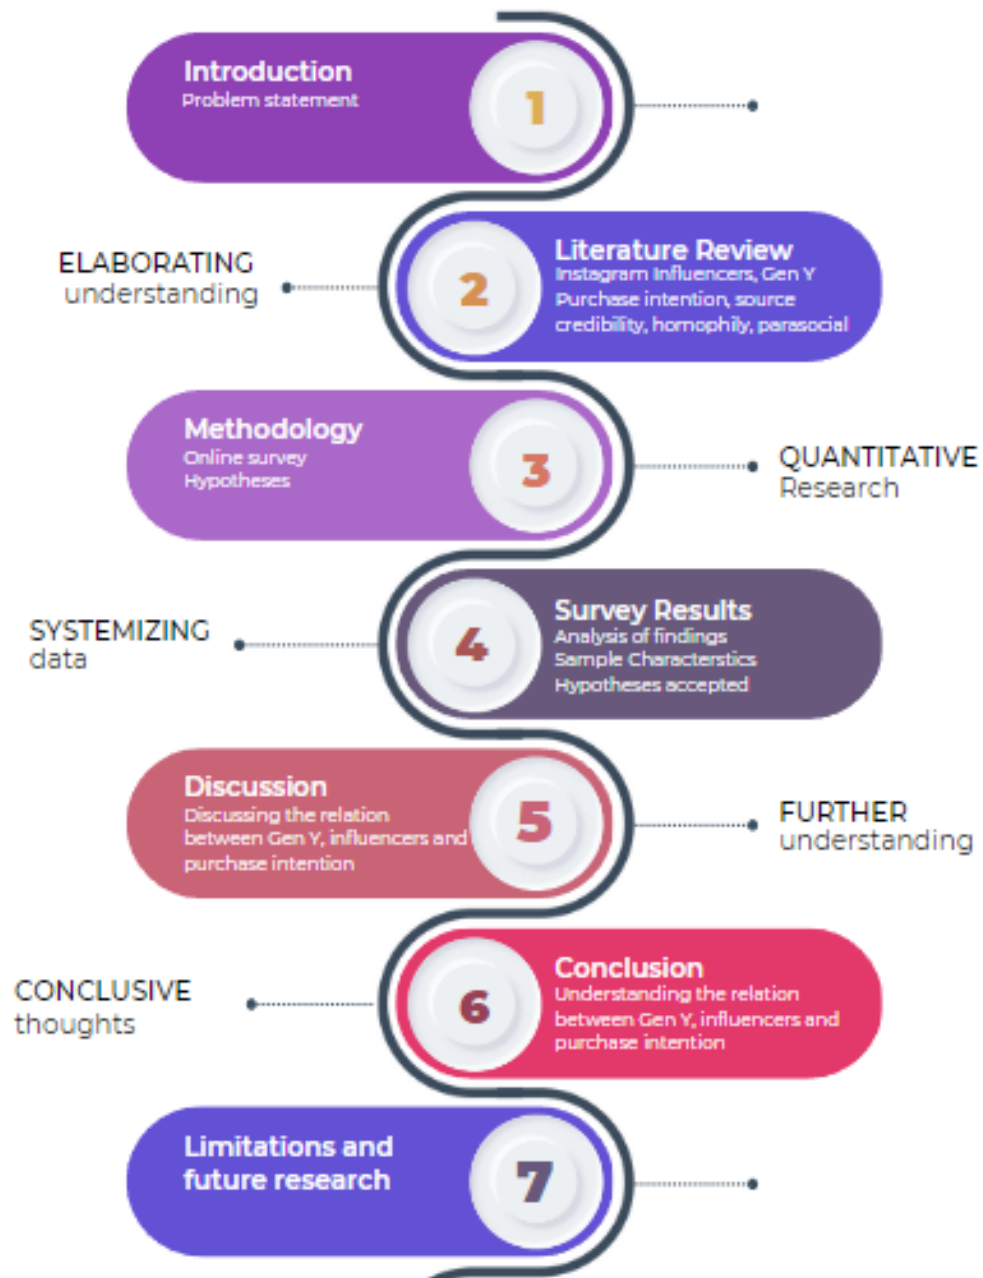 Introduction
Problem statement
1
ELABORATING
understanding
2
Literature Review
Instagram Influencers, Gen Y
Purchase intention, source
credibility, homophily, parasocial
Methodology
Online survey
Hypotheses
3
QUANTITATIVE
Research
SYSTEMIZING
data
4
Survey Results
Analysis of findings
Sample Characterstics
Hypotheses accepted
Discussion
Discussing the relation
between Gen Y, influencers and
purchase intention
5
FURTHER
understanding
CONCLUSIVE
thoughts
6
Conclusion
Understanding the relation
between Gen Y, influencers and
purchase intention
Limitations and
future research
7